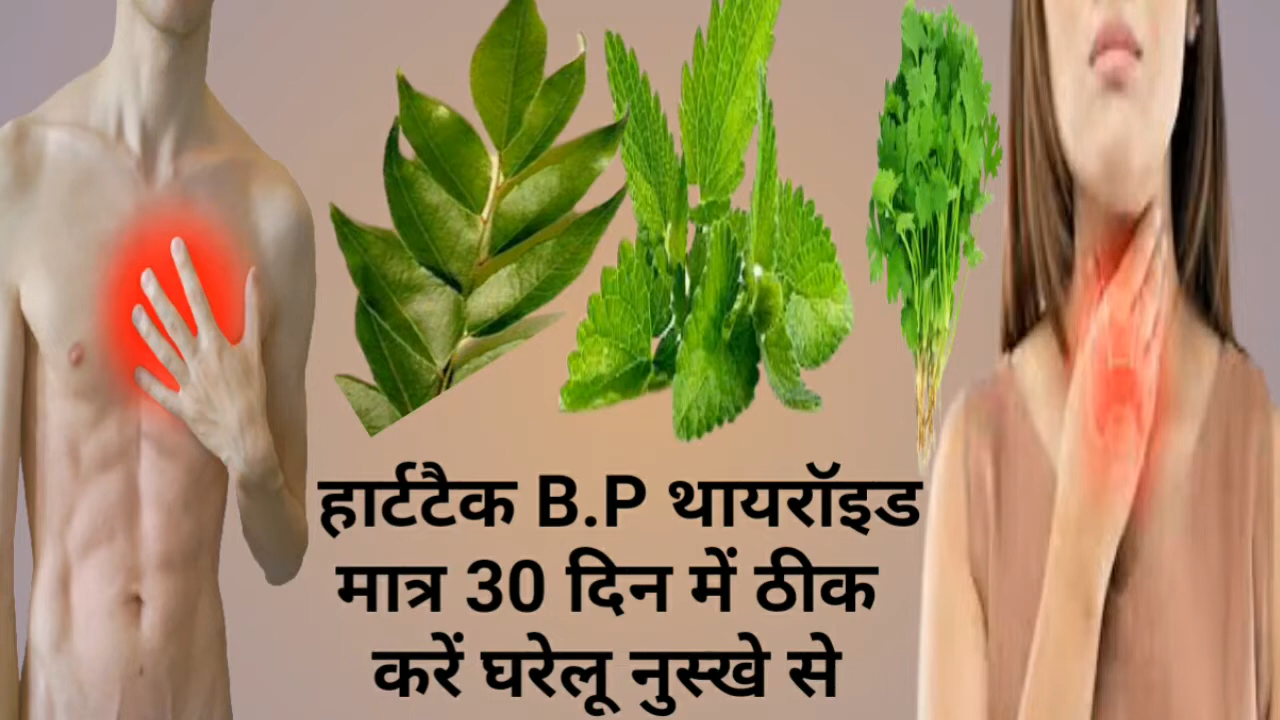 हार्टटैक B.P थायरॉइड
मात्र 30 दिन में ठीक
करें घरेलू नुस्खे से